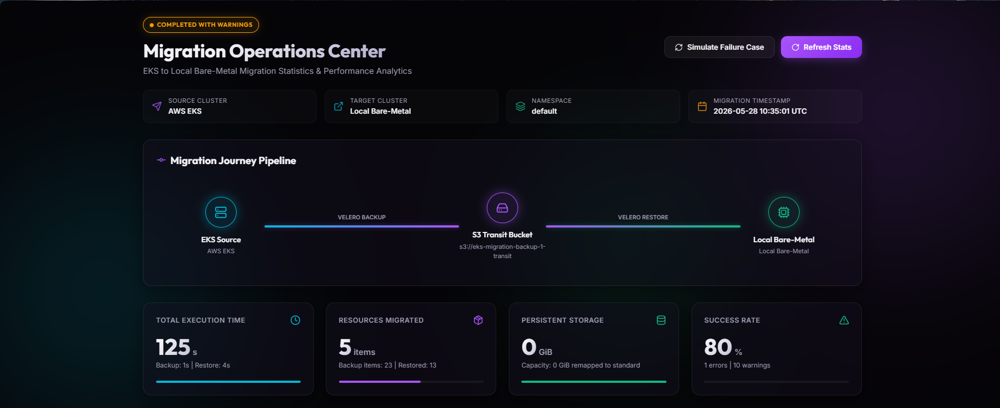 COMPLETED WITH WARNINGS
Migration Operations Center
EKS to Local Bare-Metal Migration Statistics & Performance Analytics
Simulate Failure Case
Refresh Stats
SOURCE CLUSTER
AWS EKS
TARGET CLUSTER
Local Bare-Metal
NAMESPACE
default
MIGRATION TIMESTAMP
2026-05-28 10:35:01 UTC
Migration Journey Pipeline
EKS Source
AWS EKS
VELERO BACKUP
S3 Transit Bucket
s3://eks-migration-backup-1-
transit
VELERO RESTORE
Local Bare-Metal
Local Bare-Metal
TOTAL EXECUTION TIME
125 s
Backup: 1s | Restore: 4s
RESOURCES MIGRATED
5 items
Backup items: 23 | Restored: 13
PERSISTENT STORAGE
0 GiB
Capacity: 0 GiB remapped to standard
SUCCESS RATE
80 %
1 errors | 10 warnings